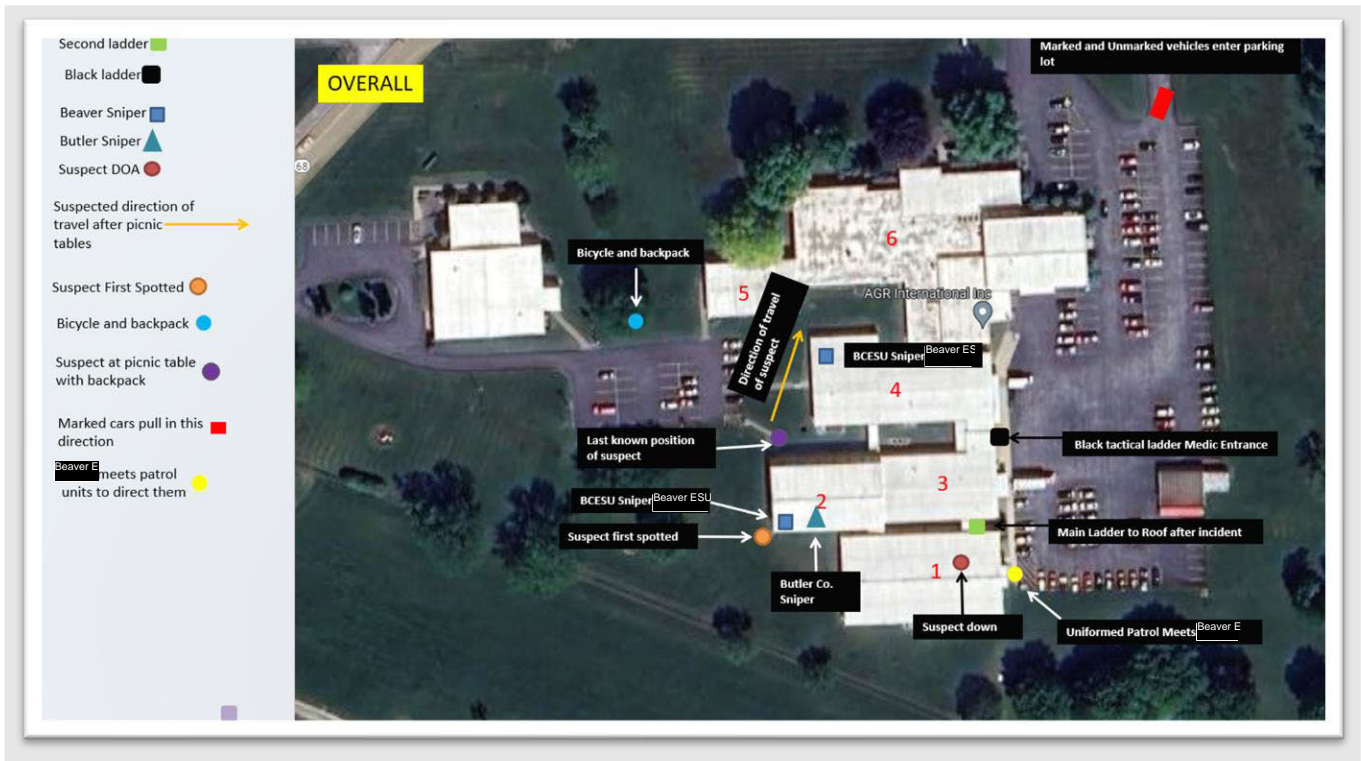 Second ladder
Black ladder
Beaver Sniper
Butler Sniper
Suspect DOA
Suspected direction of
travel after picnic
tables
Suspect First Spotted
Bicycle and backpack
Suspect at picnic table
with backpack
Marked cars pull in this
direction
Beaver E meets patrol
units to direct them
OVERALL
Marked and Unmarked vehicles enter parking
lot
68
Bicycle and backpack
6
5
AGR International Inc
Direction of travel
of suspect
BCESU Sniper Beaver ES
4
Last known position
of suspect
Black tactical ladder Medic Entrance
3
2
BCESU Sniper Beaver ESU
Suspect first spotted
Main Ladder to Roof after incident
1
Butler Co.
Sniper
Suspect down
Uniformed Patrol Meets Beaver E